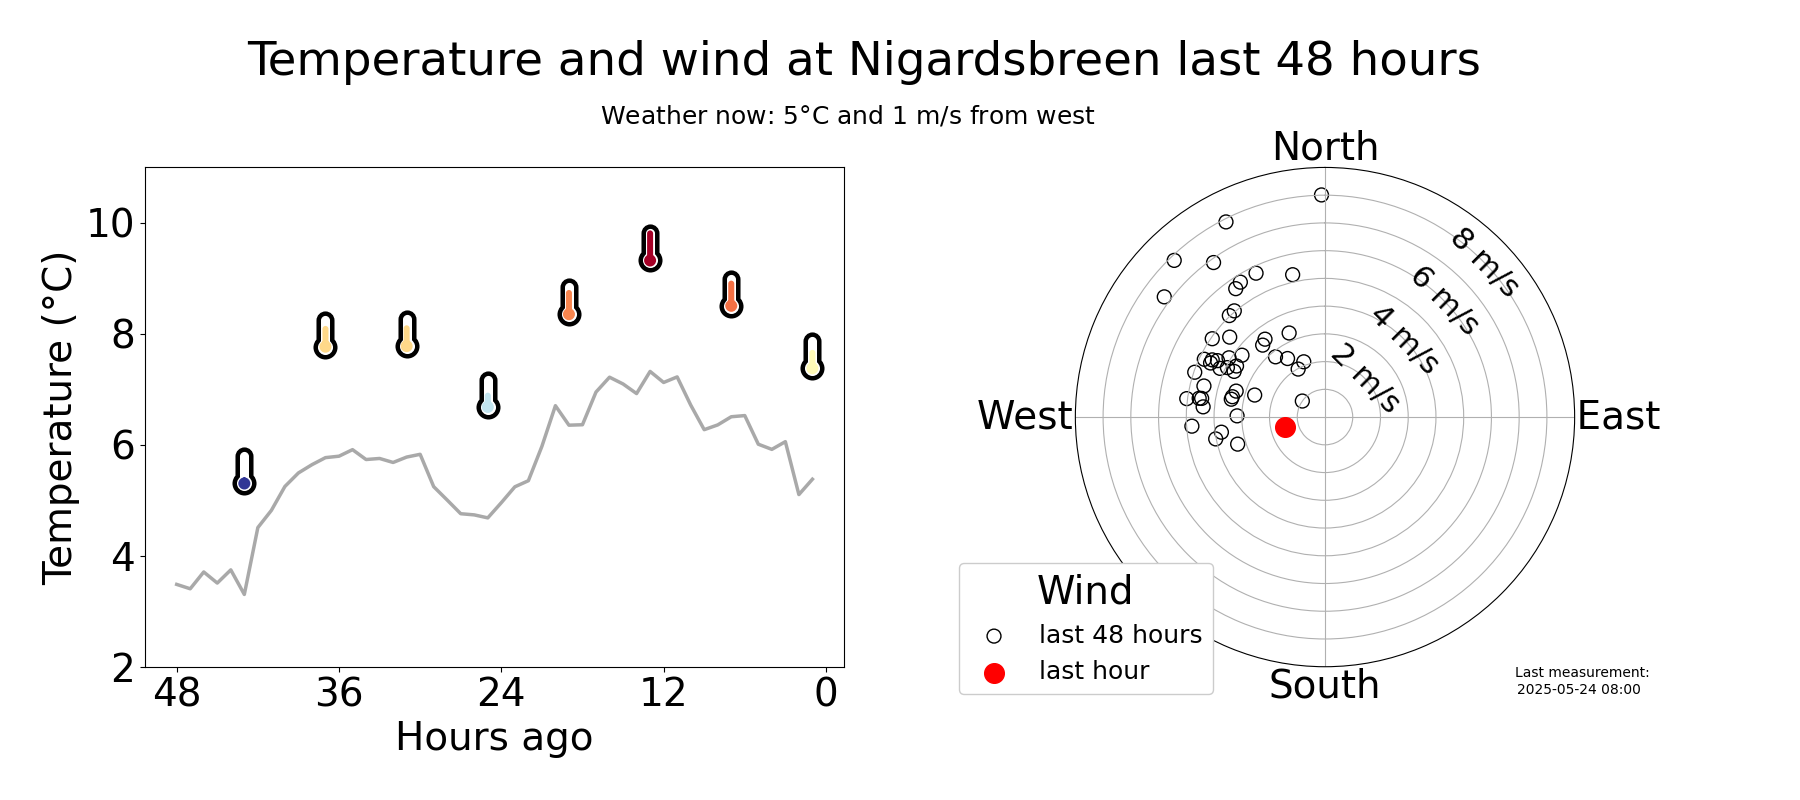 Temperature and wind at Nigardsbreen last 48 hours
Weather now: 5°C and 1 m/s from west
Temperature (°C)
10
8
6
4
2
48 36 24 12 0
Hours ago
North
8 m/s
6 m/s
4 m/s
2 m/s
West
East
South
Wind
last 48 hours
last hour
Last measurement:
2025-05-24 08:00